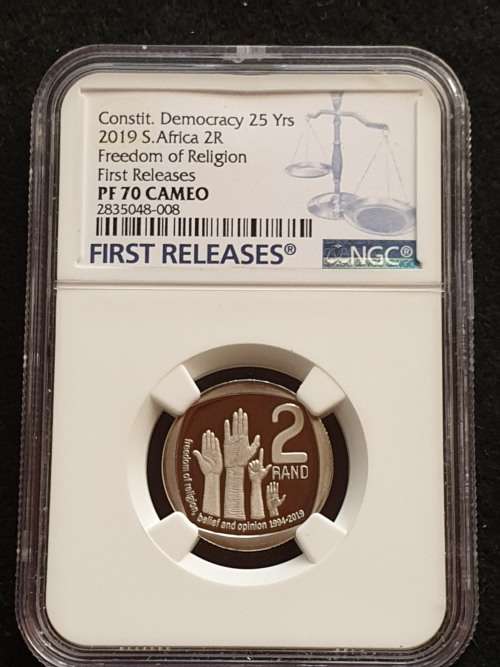 Constit. Democracy 25 Yrs
2019 S.Africa 2R
Freedom of Religion
First Releases
PF 70 CAMEO
2835048-008
FIRST RELEASES®
NGC®
2
RAND
freedom of religion, belief and opinion 1994-2019